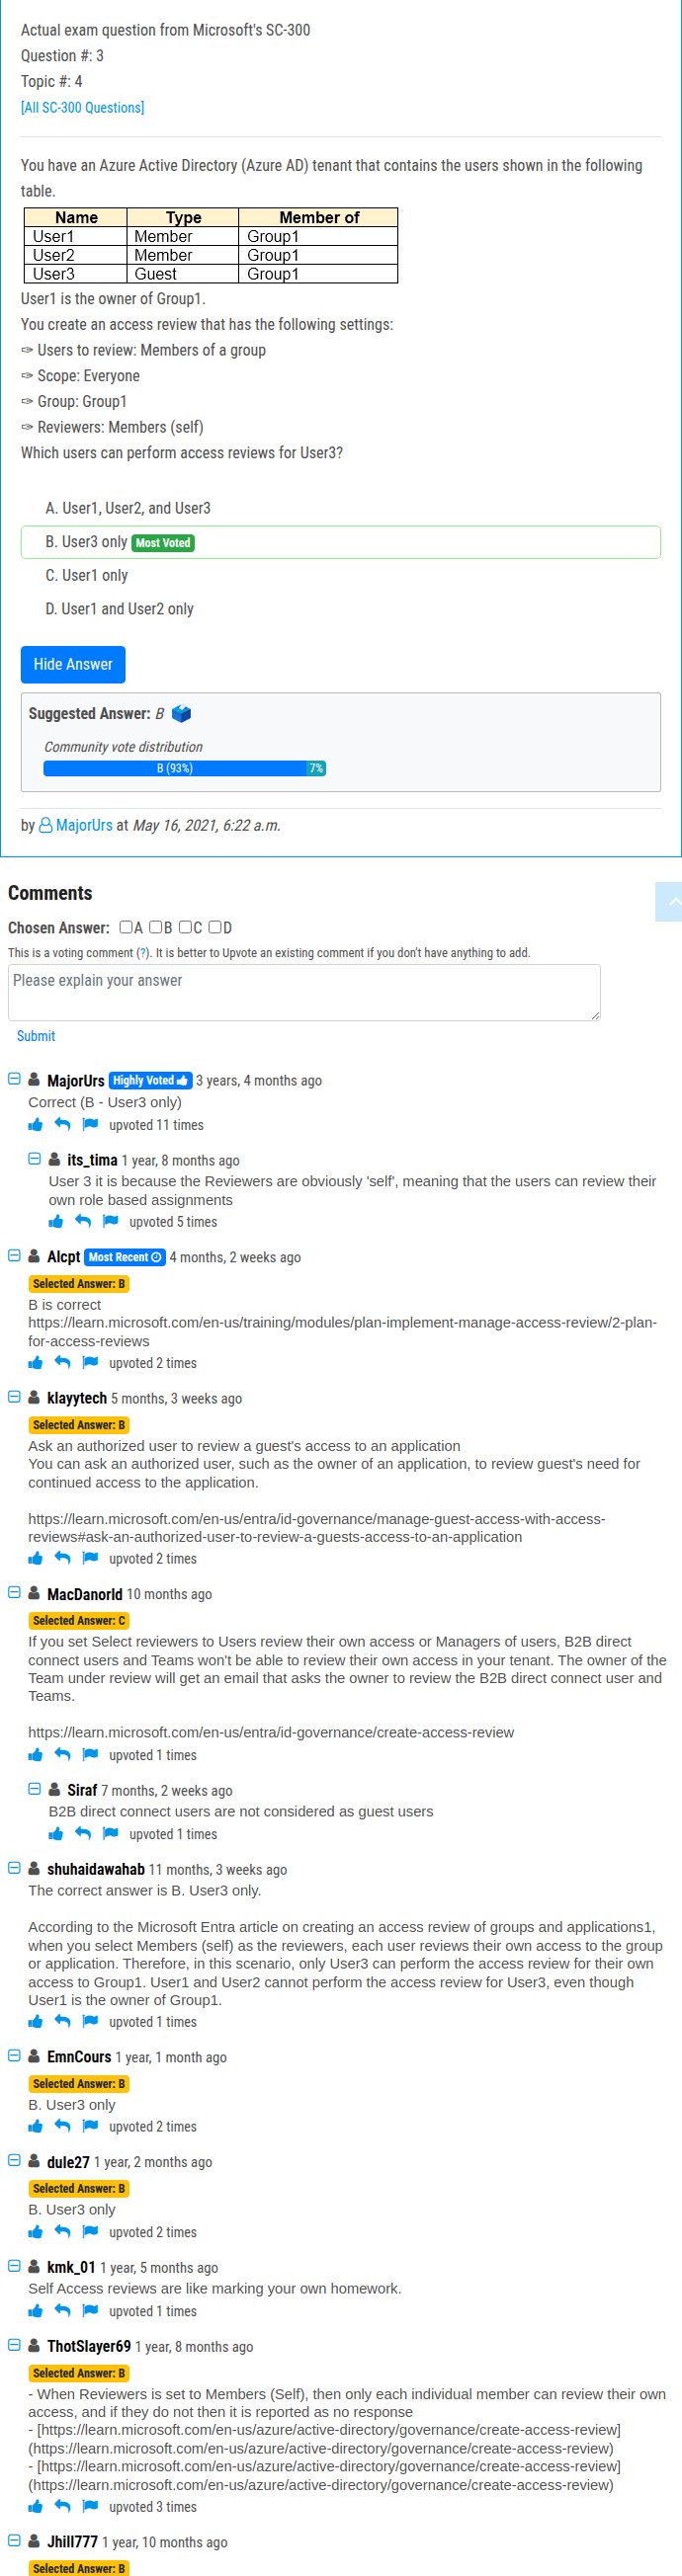 Actual exam question from Microsoft's SC-300
Question #: 3
Topic #: 4
[All SC-300 Questions]
You have an Azure Active Directory (Azure AD) tenant that contains the users shown in the following
table.
Name Type Member of
User1 Member Group1
User2 Member Group1
User3 Guest Group1
User1 is the owner of Group1.
You create an access review that has the following settings:
✑ Users to review: Members of a group
✑ Scope: Everyone
✑ Group: Group1
✑ Reviewers: Members (self)
Which users can perform access reviews for User3?
A. User1, User2, and User3
B. User3 only Most Voted
C. User1 only
D. User1 and User2 only
Hide Answer
Suggested Answer: B
Community vote distribution
B (93%) 7%
by MajorUrs at May 16, 2021, 6:22 a.m.
Comments
Chosen Answer: A B C D
This is a voting comment (?). It is better to Upvote an existing comment if you don't have anything to add.
Please explain your answer
Submit
MajorUrs Highly Voted 3 years, 4 months ago
Correct (B - User3 only)
upvoted 11 times
its_tima 1 year, 8 months ago
User 3 it is because the Reviewers are obviously 'self', meaning that the users can review their
own role based assignments
upvoted 5 times
Alcpt Most Recent 4 months, 2 weeks ago
Selected Answer: B
B is correct
https://learn.microsoft.com/en-us/training/modules/plan-implement-manage-access-review/2-plan-
for-access-reviews
upvoted 2 times
klayytech 5 months, 3 weeks ago
Selected Answer: B
Ask an authorized user to review a guest's access to an application
You can ask an authorized user, such as the owner of an application, to review guest's need for
continued access to the application.
https://learn.microsoft.com/en-us/entra/id-governance/manage-guest-access-with-access-
reviews#ask-an-authorized-user-to-review-a-guests-access-to-an-application
upvoted 2 times
MacDanorld 10 months ago
Selected Answer: C
If you set Select reviewers to Users review their own access or Managers of users, B2B direct
connect users and Teams won't be able to review their own access in your tenant. The owner of the
Team under review will get an email that asks the owner to review the B2B direct connect user and
Teams.
https://learn.microsoft.com/en-us/entra/id-governance/create-access-review
upvoted 1 times
Siraf 7 months, 2 weeks ago
B2B direct connect users are not considered as guest users
upvoted 1 times
shuhaidawahab 11 months, 3 weeks ago
The correct answer is B. User3 only.
According to the Microsoft Entra article on creating an access review of groups and applications1,
when you select Members (self) as the reviewers, each user reviews their own access to the group
or application. Therefore, in this scenario, only User3 can perform the access review for their own
access to Group1. User1 and User2 cannot perform the access review for User3, even though
User1 is the owner of Group1.
upvoted 1 times
EmnCours 1 year, 1 month ago
Selected Answer: B
B. User3 only
upvoted 2 times
dule27 1 year, 2 months ago
Selected Answer: B
B. User3 only
upvoted 2 times
kmk_01 1 year, 5 months ago
Self Access reviews are like marking your own homework.
upvoted 1 times
ThotSlayer69 1 year, 8 months ago
Selected Answer: B
- When Reviewers is set to Members (Self), then only each individual member can review their own
access, and if they do not then it is reported as no response
- [https://learn.microsoft.com/en-us/azure/active-directory/governance/create-access-review]
(https://learn.microsoft.com/en-us/azure/active-directory/governance/create-access-review)
- [https://learn.microsoft.com/en-us/azure/active-directory/governance/create-access-review]
(https://learn.microsoft.com/en-us/azure/active-directory/governance/create-access-review)
upvoted 3 times
Jhill777 1 year, 10 months ago
Selected Answer: B